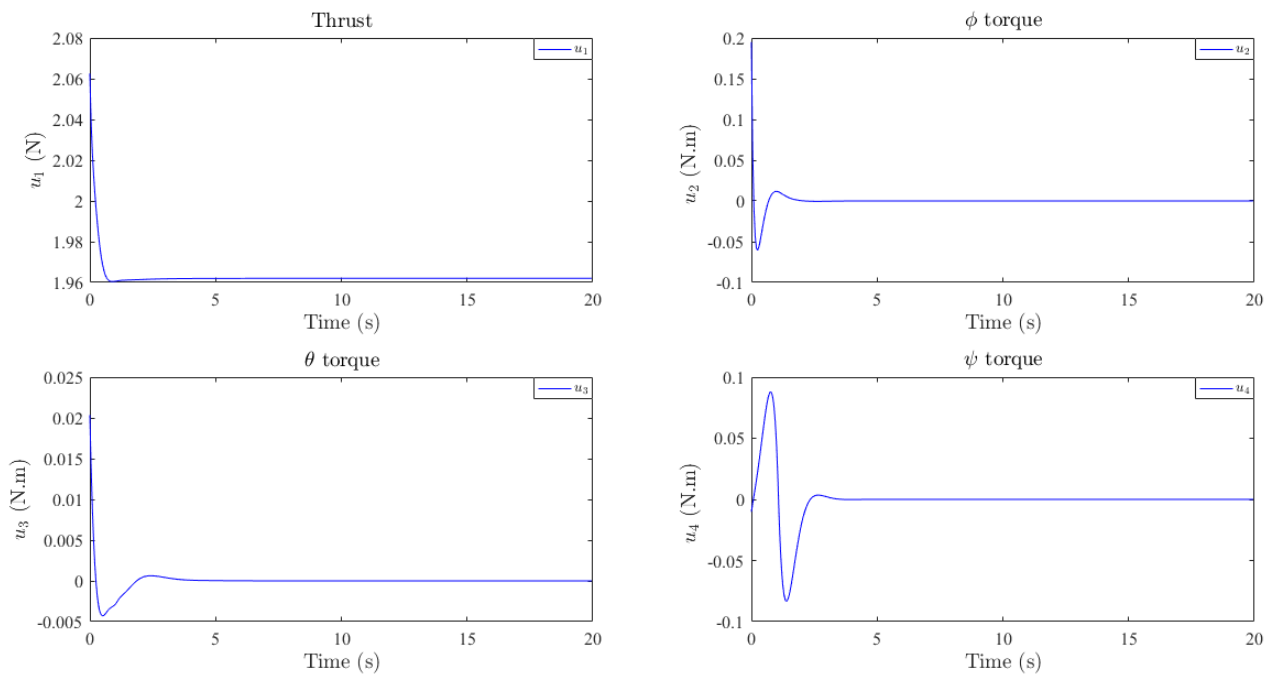 Thrust
u₁
2.08
2.06
2.04
2.02
2
1.98
1.96
u₁ (N)
0 5 10 15 20
Time (s)
ϕ torque
u₂
0.2
0.15
0.1
0.05
0
-0.05
-0.1
u₂ (N.m)
0 5 10 15 20
Time (s)
θ torque
u₃
0.025
0.02
0.015
0.01
0.005
0
-0.005
u₃ (N.m)
0 5 10 15 20
Time (s)
ψ torque
u₄
0.1
0.05
0
-0.05
-0.1
u₄ (N.m)
0 5 10 15 20
Time (s)